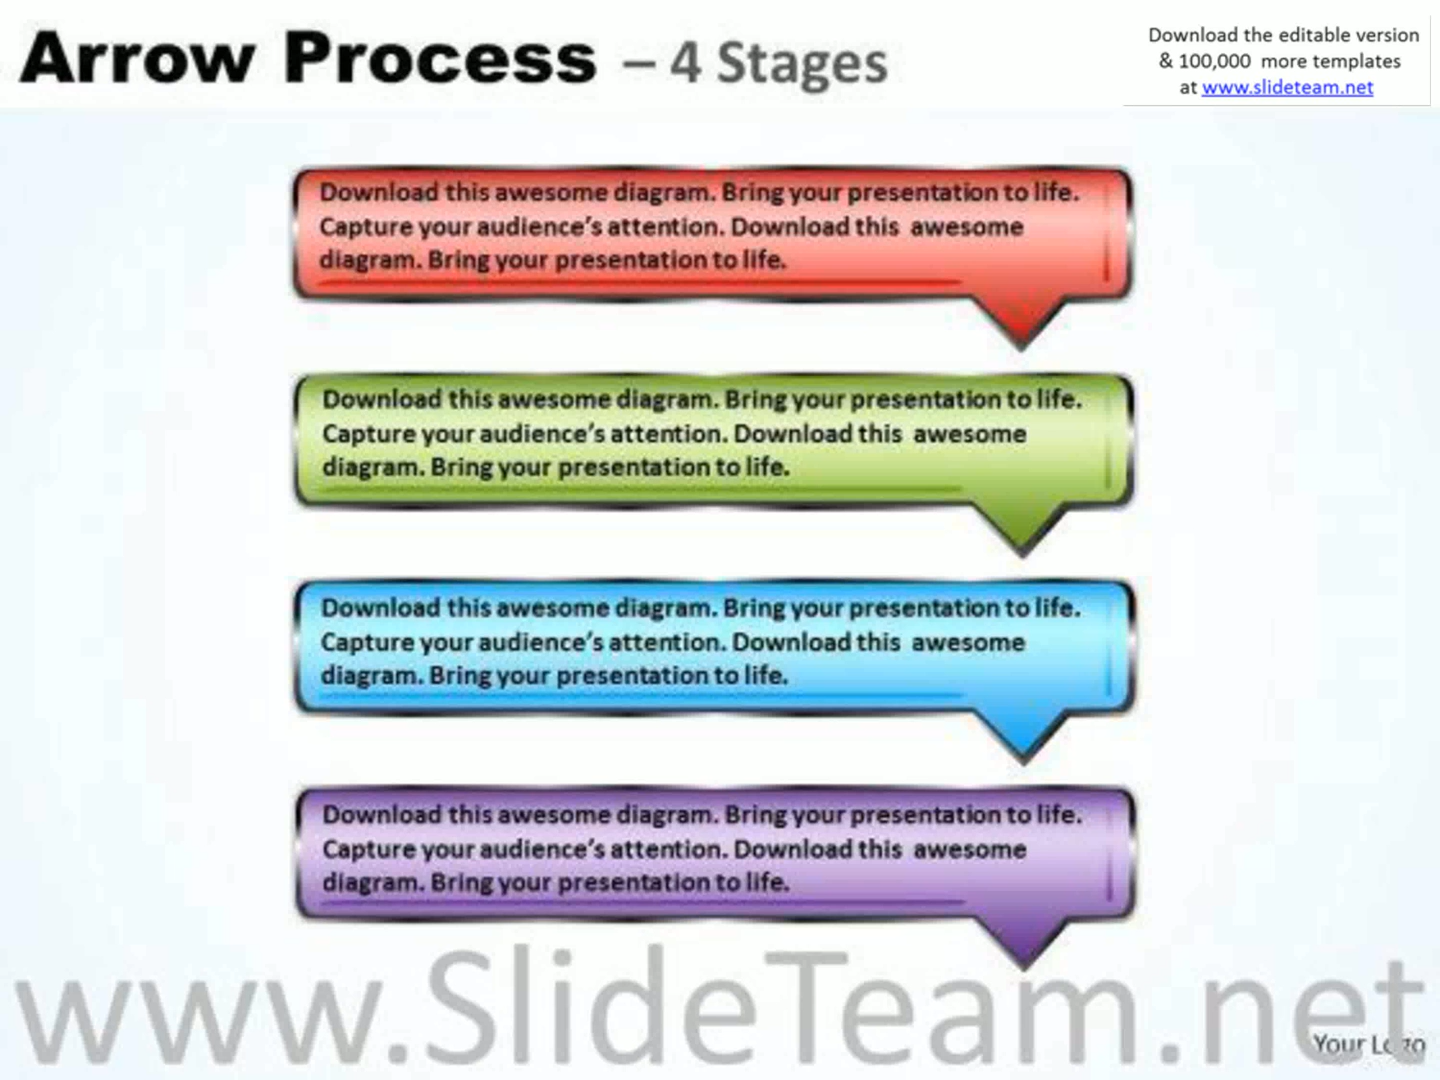 Arrow Process – 4 Stages
Download the editable version
& 100,000 more templates
at www.slideteam.net
Download this awesome diagram. Bring your presentation to life.
Capture your audience’s attention. Download this awesome
diagram. Bring your presentation to life.
Download this awesome diagram. Bring your presentation to life.
Capture your audience’s attention. Download this awesome
diagram. Bring your presentation to life.
Download this awesome diagram. Bring your presentation to life.
Capture your audience’s attention. Download this awesome
diagram. Bring your presentation to life.
Download this awesome diagram. Bring your presentation to life.
Capture your audience’s attention. Download this awesome
diagram. Bring your presentation to life.
www.SlideTeam.net
Your Logo